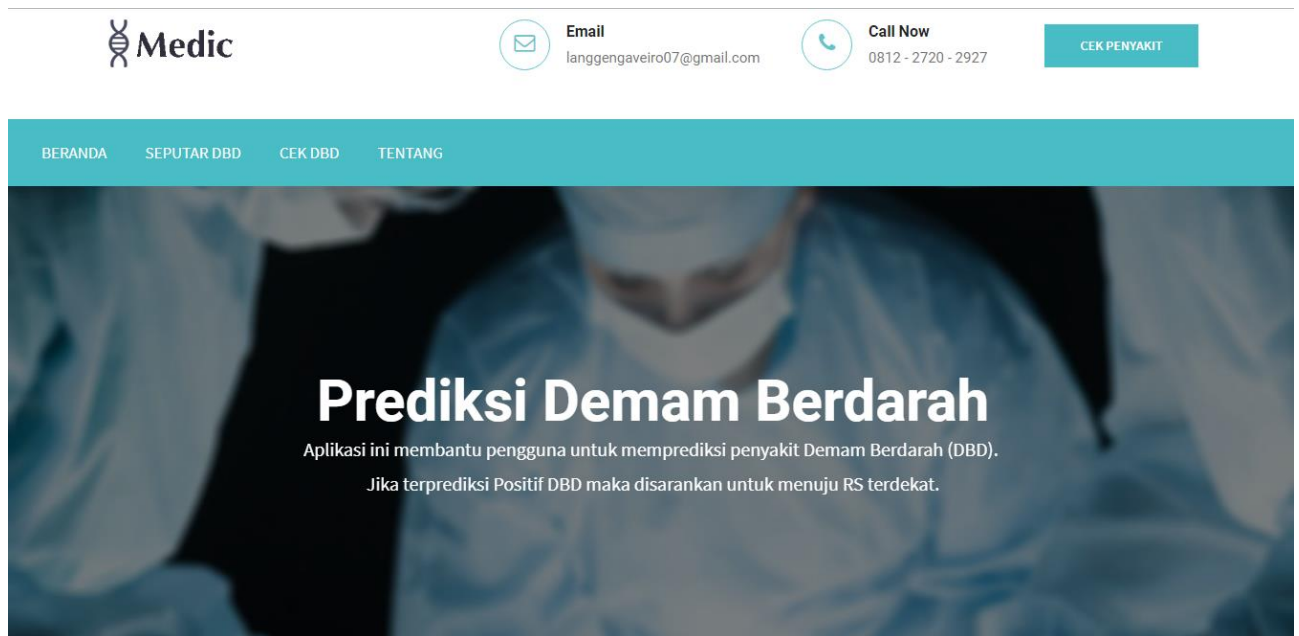 Medic
Email
langgengaveiro07@gmail.com
Call Now
0812 - 2720 - 2927
CEK PENYAKIT
BERANDA SEPUTAR DBD CEK DBD TENTANG
Prediksi Demam Berdarah
Aplikasi ini membantu pengguna untuk memprediksi penyakit Demam Berdarah (DBD).
Jika terprediksi Positif DBD maka disarankan untuk menuju RS terdekat.